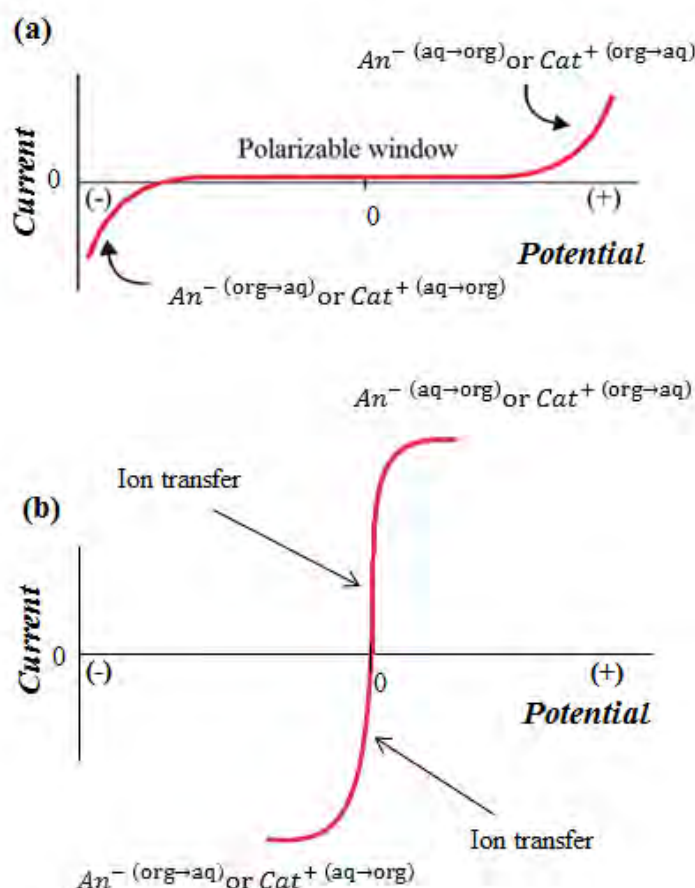 (a)
An⁻ ⁽ᵃq→ᵒʳᵍ⁾ or Cat⁺ ⁽ᵒʳᵍ→ᵃq⁾
Current
Polarizable window
0
(-)
0
(+)
Potential
An⁻ ⁽ᵒʳᵍ→ᵃq⁾ or Cat⁺ ⁽ᵃq→ᵒʳᵍ⁾
An⁻ ⁽ᵃq→ᵒʳᵍ⁾ or Cat⁺ ⁽ᵒʳᵍ→ᵃq⁾
Ion transfer
(b)
Current
0
(-)
0
(+)
Potential
Ion transfer
An⁻ ⁽ᵒʳᵍ→ᵃq⁾ or Cat⁺ ⁽ᵃq→ᵒʳᵍ⁾